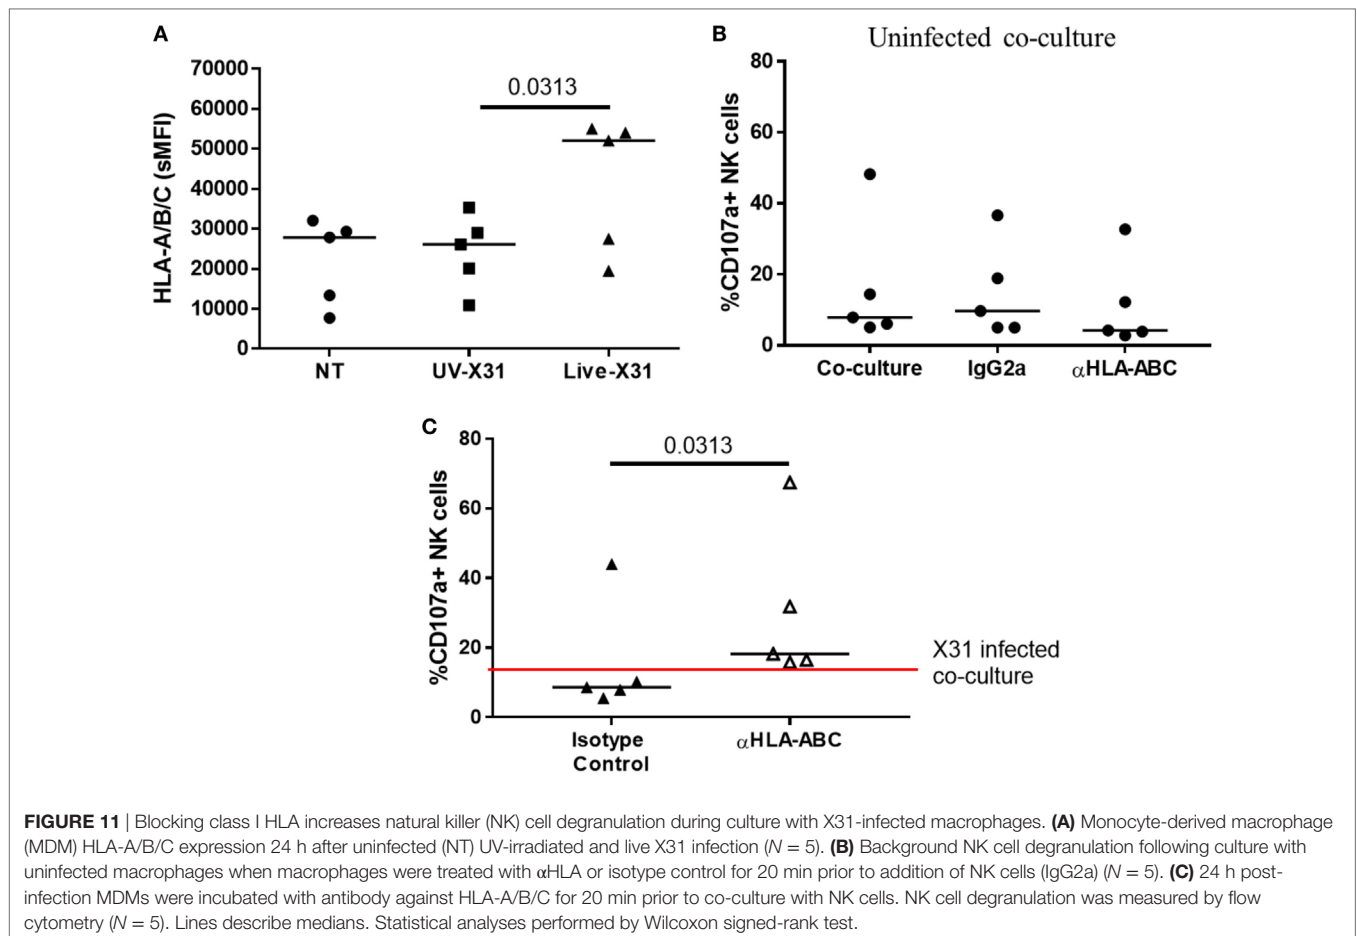 A
HLA-A/B/C (sMFI)
70000
60000
50000
40000
30000
20000
10000
0
0.0313
NT UV-X31 Live-X31
B
Uninfected co-culture
%CD107a+ NK cells
80
60
40
20
0
Co-culture IgG2a αHLA-ABC
C
%CD107a+ NK cells
80
60
40
20
0
0.0313
X31 infected
co-culture
Isotype
Control
αHLA-ABC
FIGURE 11 | Blocking class I HLA increases natural killer (NK) cell degranulation during culture with X31-infected macrophages. (A) Monocyte-derived macrophage
(MDM) HLA-A/B/C expression 24 h after uninfected (NT) UV-irradiated and live X31 infection (N = 5). (B) Background NK cell degranulation following culture with
uninfected macrophages when macrophages were treated with αHLA or isotype control for 20 min prior to addition of NK cells (IgG2a) (N = 5). (C) 24 h post-
infection MDMs were incubated with antibody against HLA-A/B/C for 20 min prior to co-culture with NK cells. NK cell degranulation was measured by flow
cytometry (N = 5). Lines describe medians. Statistical analyses performed by Wilcoxon signed-rank test.